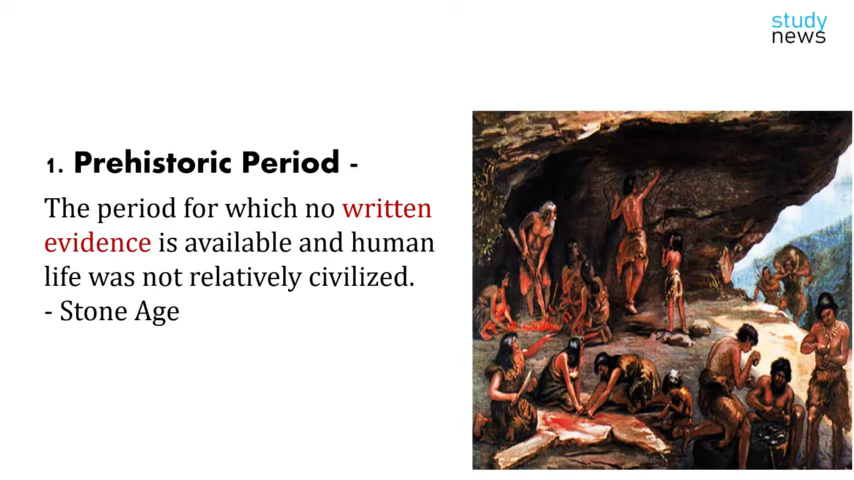 study
news
1. Prehistoric Period -
The period for which no written
evidence is available and human
life was not relatively civilized.
- Stone Age